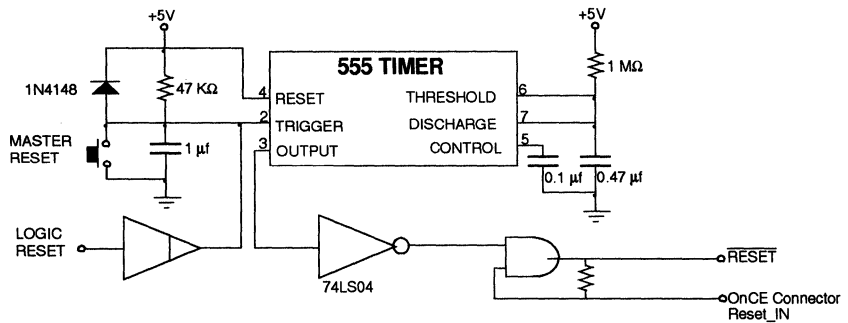 +5V
+5V
555 TIMER
1N4148
47 KΩ
1 MΩ
4
RESET
THRESHOLD
6
2
TRIGGER
DISCHARGE
7
MASTER
RESET
1 µf
3
OUTPUT
CONTROL
5
0.1 µf
0.47 µf
LOGIC
RESET
74LS04
RESET
OnCE Connector
Reset_IN